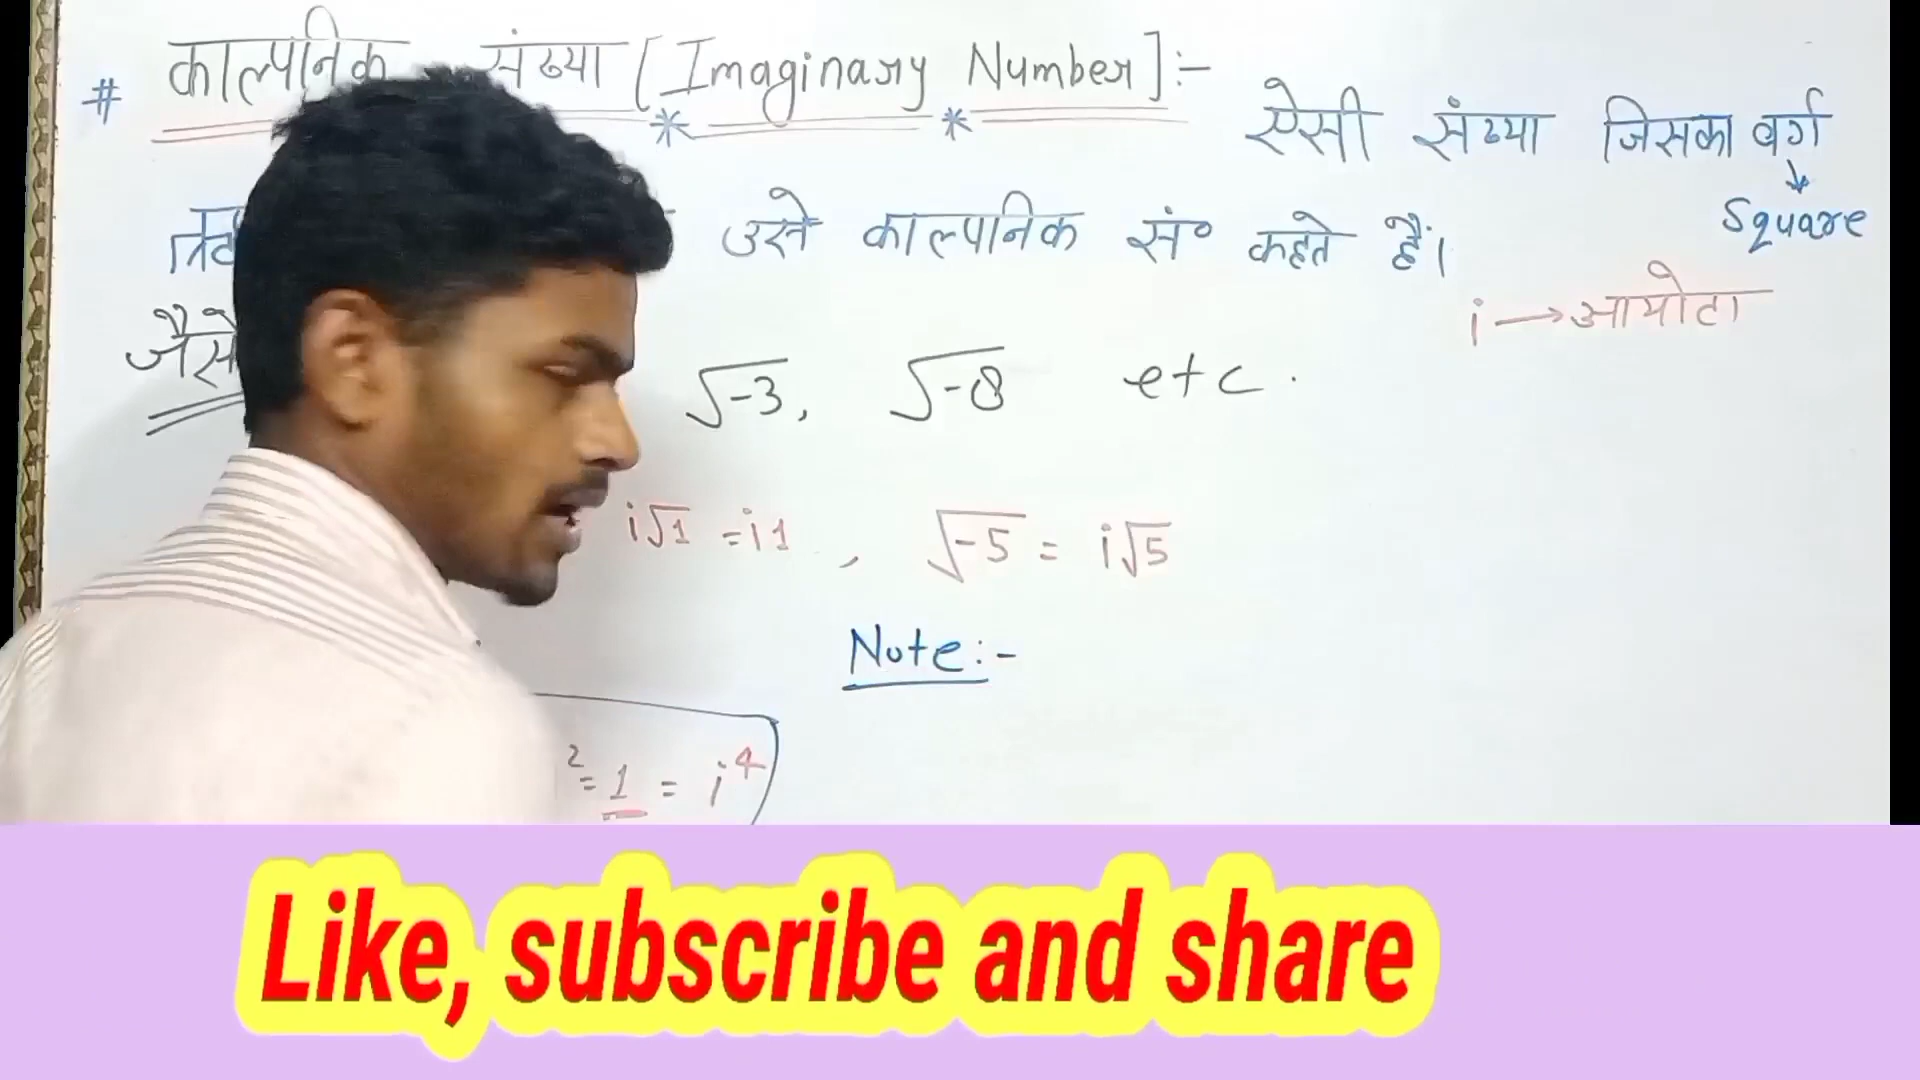 # काल्पनिक संख्या [Imaginary Number]:-
ऐसी संख्या जिसका वर्ग
Square
उसे काल्पनिक सं० कहते हैं।
i → आयोटा
जैसे
√-3, √-8 etc.
i√1 = i1 , √-5 = i√5
Note:-
2 = 1 = i⁴
Like, subscribe and share